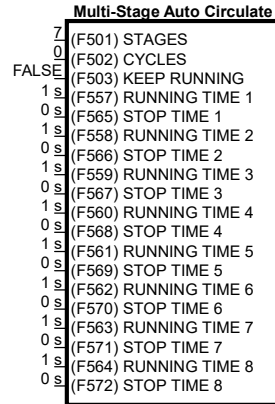 Multi-Stage Auto Circulate
7 (F501) STAGES
0 (F502) CYCLES
FALSE (F503) KEEP RUNNING
1 s (F557) RUNNING TIME 1
0 s (F565) STOP TIME 1
1 s (F558) RUNNING TIME 2
0 s (F566) STOP TIME 2
1 s (F559) RUNNING TIME 3
0 s (F567) STOP TIME 3
1 s (F560) RUNNING TIME 4
0 s (F568) STOP TIME 4
1 s (F561) RUNNING TIME 5
0 s (F569) STOP TIME 5
1 s (F562) RUNNING TIME 6
0 s (F570) STOP TIME 6
1 s (F563) RUNNING TIME 7
0 s (F571) STOP TIME 7
1 s (F564) RUNNING TIME 8
0 s (F572) STOP TIME 8